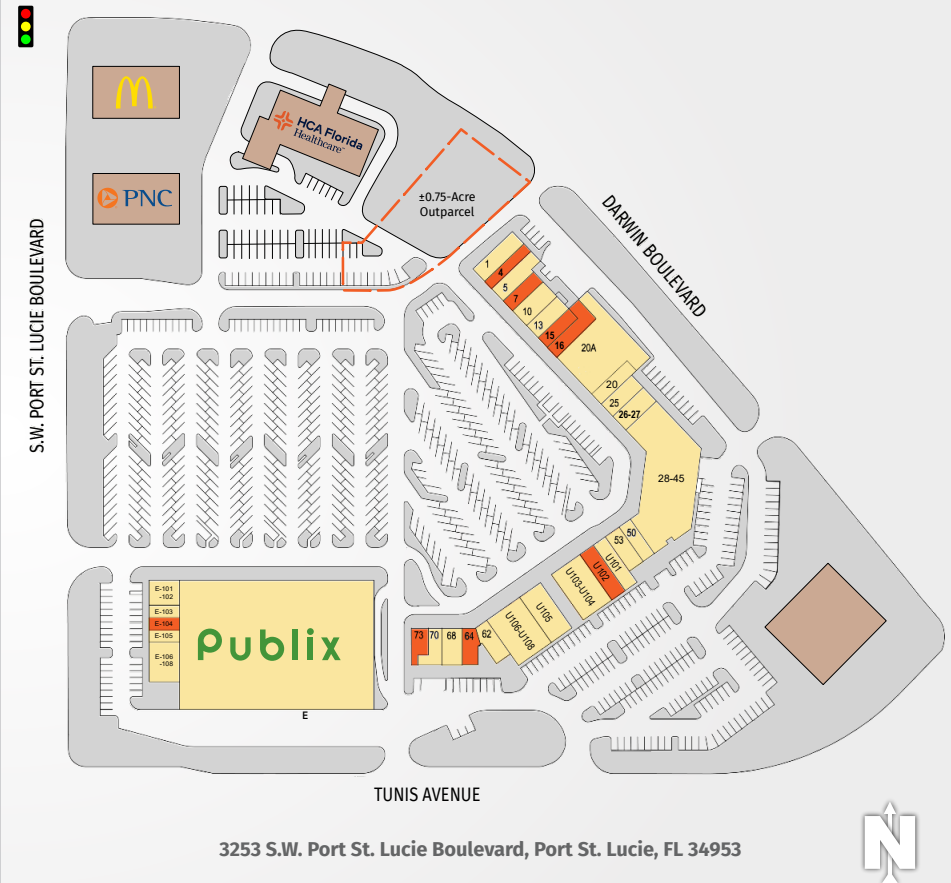 HCA Florida
Healthcare™
PNC
±0.75-Acre
Outparcel
DARWIN BOULEVARD
S.W. PORT ST. LUCIE BOULEVARD
1
4
5
7
10
13
15
16
20A
20
25
26-27
28-45
50
53
U101
U102
U103-U104
U105
U106-U108
62
64
68
70
73
E-101
-102
E-103
E-104
E-105
E-106
-108
Publix
E
TUNIS AVENUE
3253 S.W. Port St. Lucie Boulevard, Port St. Lucie, FL 34953
N